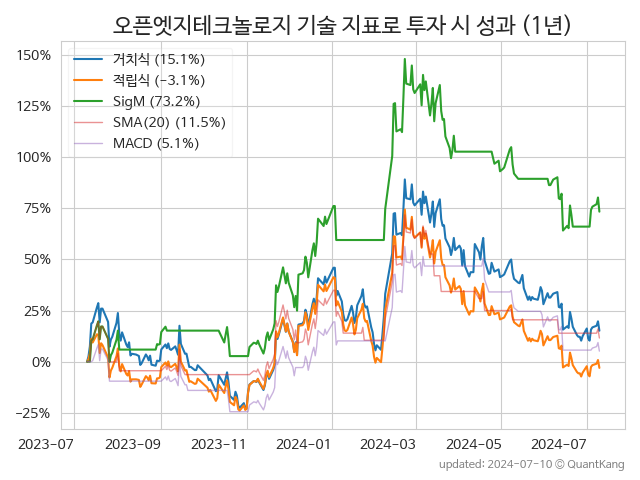 오픈엣지테크놀로지 기술 지표로 투자 시 성과 (1년)
거치식 (15.1%)
적립식 (−3.1%)
SigM (73.2%)
SMA(20) (11.5%)
MACD (5.1%)
150%
125%
100%
75%
50%
25%
0%
−25%
2023-07 2023-09 2023-11 2024-01 2024-03 2024-05 2024-07
updated: 2024-07-10 © QuantKang